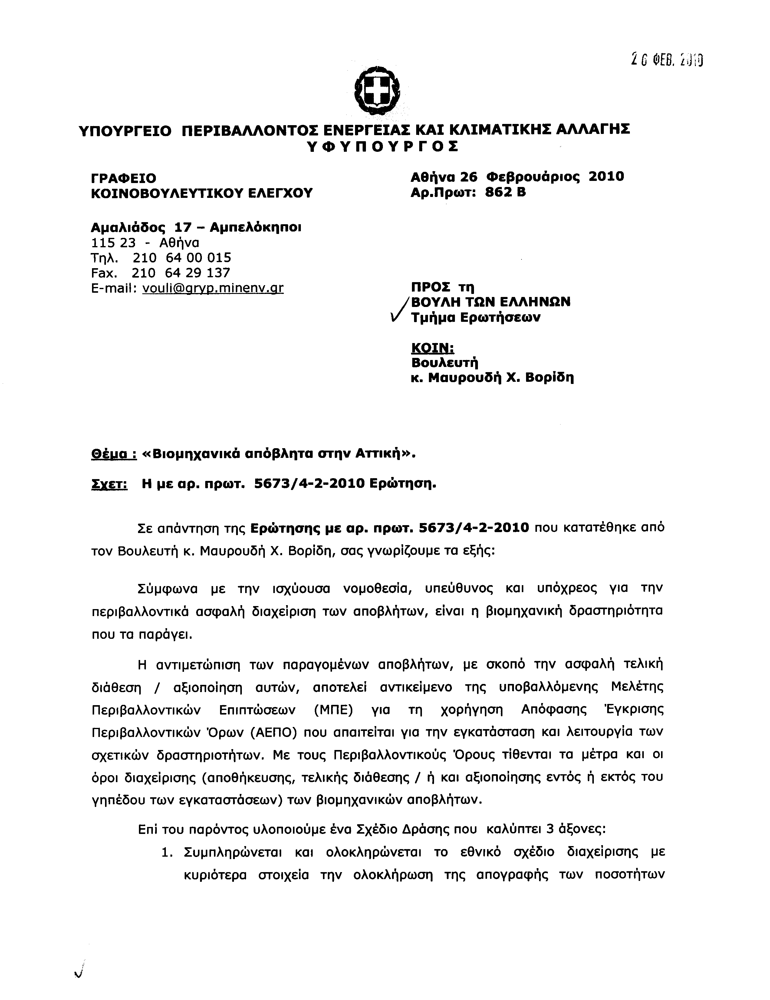 26 ΦΕΒ. 2010
ΥΠΟΥΡΓΕΙΟ ΠΕΡΙΒΑΛΛΟΝΤΟΣ ΕΝΕΡΓΕΙΑΣ ΚΑΙ ΚΛΙΜΑΤΙΚΗΣ ΑΛΛΑΓΗΣ
ΥΦΥΠΟΥΡΓΟΣ
ΓΡΑΦΕΙΟ
ΚΟΙΝΟΒΟΥΛΕΥΤΙΚΟΥ ΕΛΕΓΧΟΥ
Αθήνα 26 Φεβρουάριος 2010
Αρ.Πρωτ: 862 Β
Αμαλιάδος 17 – Αμπελόκηποι
115 23 - Αθήνα
Τηλ. 210 64 00 015
Fax. 210 64 29 137
E-mail: vouli@gryp.minenv.gr
ΠΡΟΣ τη
ΒΟΥΛΗ ΤΩΝ ΕΛΛΗΝΩΝ
Τμήμα Ερωτήσεων
ΚΟΙΝ:
Βουλευτή
κ. Μαυρουδή Χ. Βορίδη
Θέμα : «Βιομηχανικά απόβλητα στην Αττική».
Σχετ: Η με αρ. πρωτ. 5673/4-2-2010 Ερώτηση.
Σε απάντηση της Ερώτησης με αρ. πρωτ. 5673/4-2-2010 που κατατέθηκε από
τον Βουλευτή κ. Μαυρουδή Χ. Βορίδη, σας γνωρίζουμε τα εξής:
Σύμφωνα με την ισχύουσα νομοθεσία, υπεύθυνος και υπόχρεος για την
περιβαλλοντικά ασφαλή διαχείριση των αποβλήτων, είναι η βιομηχανική δραστηριότητα
που τα παράγει.
Η αντιμετώπιση των παραγομένων αποβλήτων, με σκοπό την ασφαλή τελική
διάθεση / αξιοποίηση αυτών, αποτελεί αντικείμενο της υποβαλλόμενης Μελέτης
Περιβαλλοντικών Επιπτώσεων (ΜΠΕ) για τη χορήγηση Απόφασης Έγκρισης
Περιβαλλοντικών Όρων (ΑΕΠΟ) που απαιτείται για την εγκατάσταση και λειτουργία των
σχετικών δραστηριοτήτων. Με τους Περιβαλλοντικούς Όρους τίθενται τα μέτρα και οι
όροι διαχείρισης (αποθήκευσης, τελικής διάθεσης / ή και αξιοποίησης εντός ή εκτός του
γηπέδου των εγκαταστάσεων) των βιομηχανικών αποβλήτων.
Επί του παρόντος υλοποιούμε ένα Σχέδιο Δράσης που καλύπτει 3 άξονες:
1. Συμπληρώνεται και ολοκληρώνεται το εθνικό σχέδιο διαχείρισης με
κυριότερα στοιχεία την ολοκλήρωση της απογραφής των ποσοτήτων